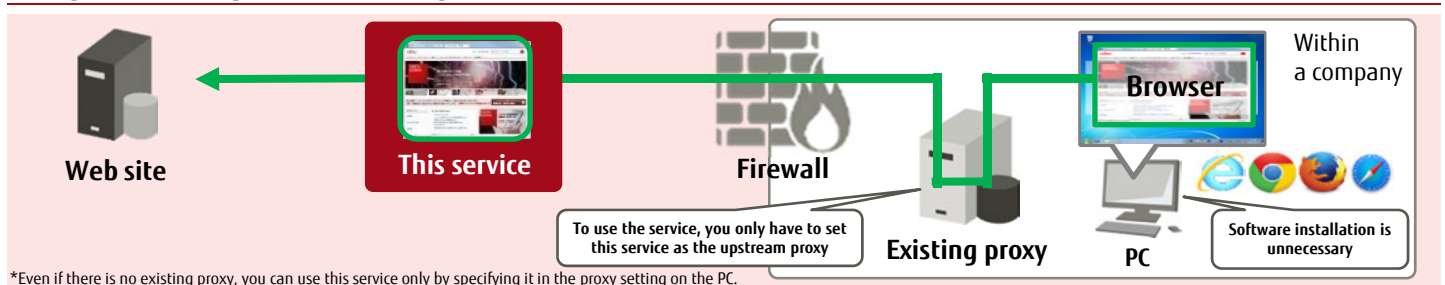 Within
a company
Browser
Web site
This service
Firewall
To use the service, you only have to set
this service as the upstream proxy
Existing proxy
PC
Software installation is
unnecessary
*Even if there is no existing proxy, you can use this service only by specifying it in the proxy setting on the PC.